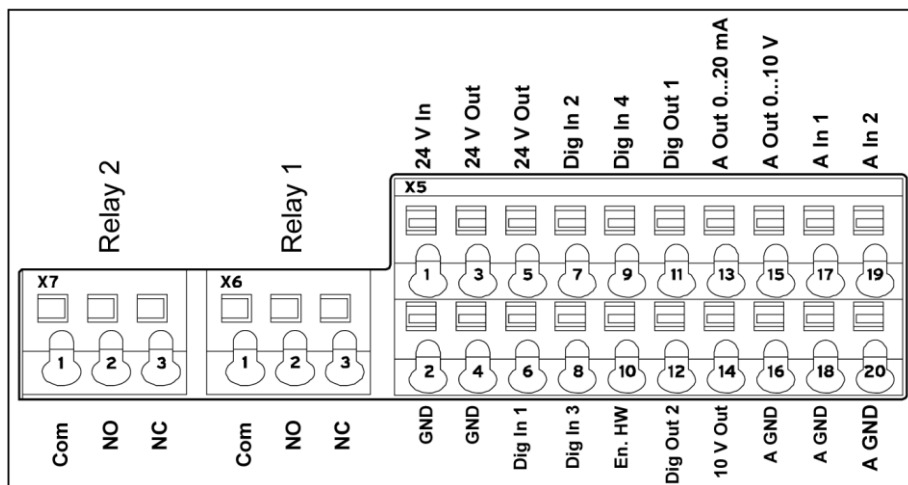 24 V In
24 V Out
24 V Out
Dig In 2
Dig In 4
Dig Out 1
A Out 0...20 mA
A Out 0...10 V
A In 1
A In 2
Relay 2
Relay 1
X5
1 3 5 7 9 11 13 15 17 19
X7
X6
1 2 3
1 2 3
2 4 6 8 10 12 14 16 18 20
Com
NO
NC
Com
NO
NC
GND
GND
Dig In 1
Dig In 3
En. HW
Dig Out 2
10 V Out
A GND
A GND
A GND